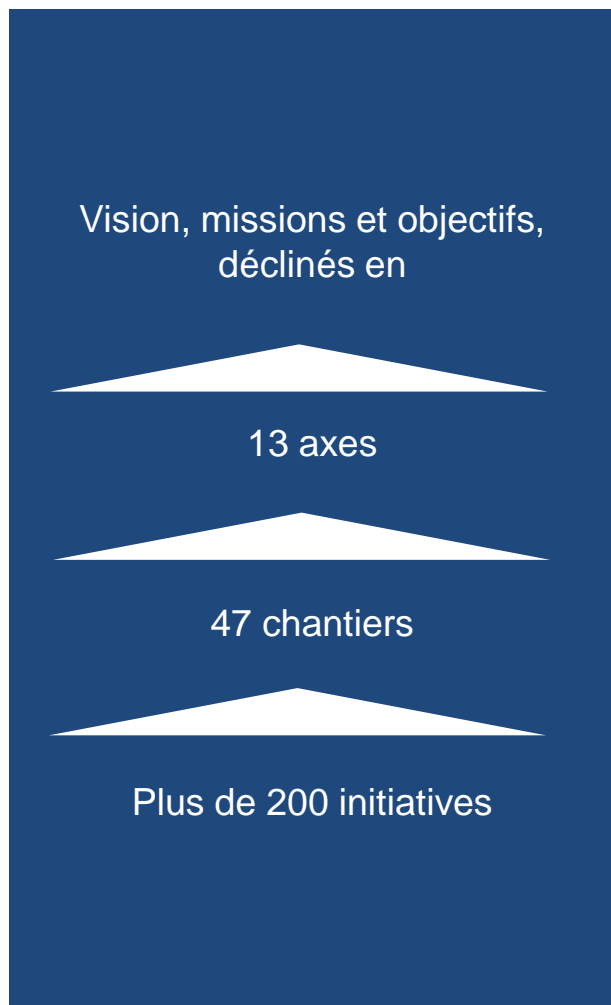 Vision, missions et objectifs,
déclinés en
13 axes
47 chantiers
Plus de 200 initiatives